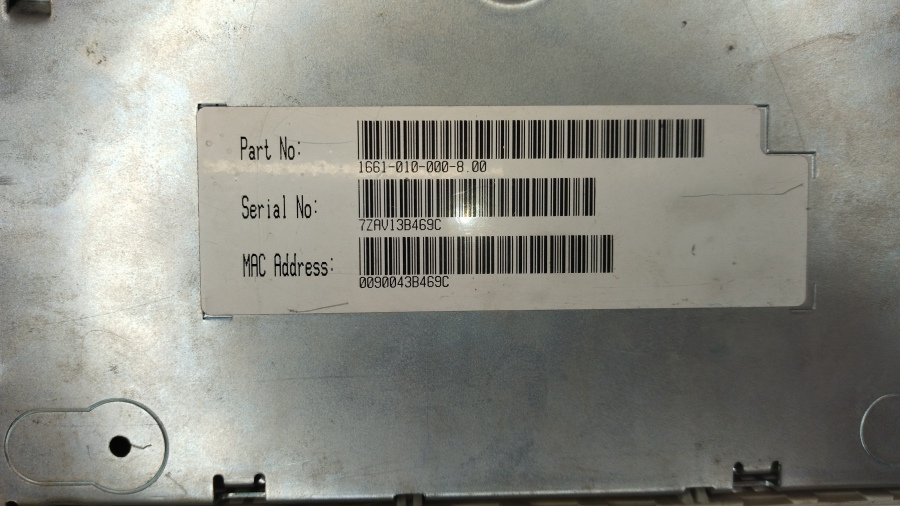 Part No:
1661-010-000-8.00
Serial No:
7ZAV13B469C
MAC Address:
0090043B469C